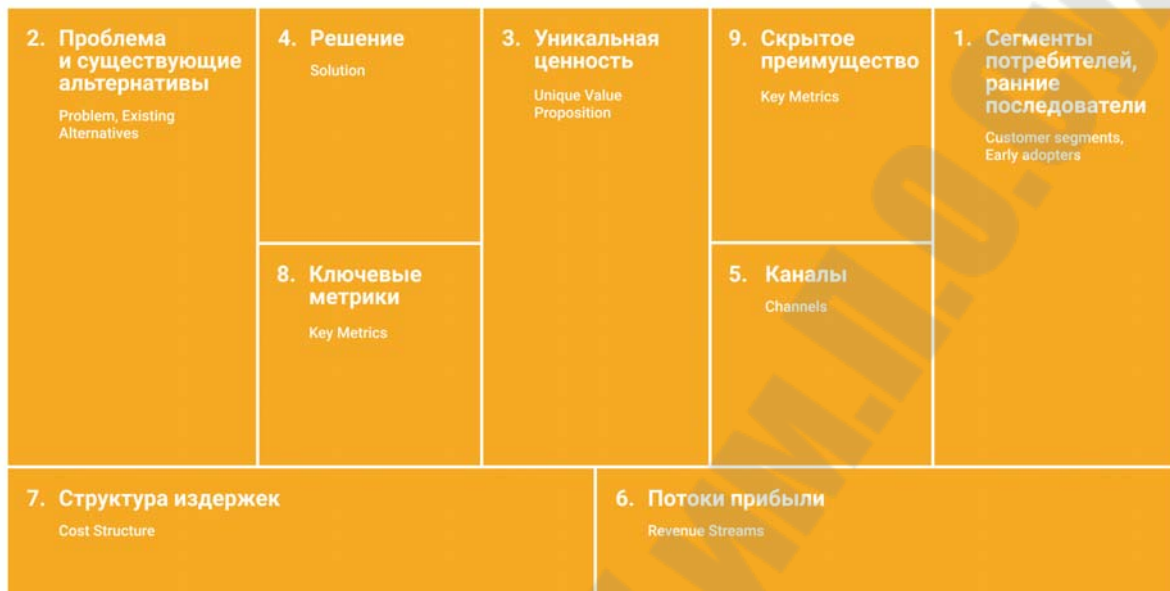 2. Проблема
и существующие
альтернативы
Problem, Existing
Alternatives
4. Решение
Solution
8. Ключевые
метрики
Key Metrics
3. Уникальная
ценность
Unique Value
Proposition
9. Скрытое
преимущество
Key Metrics
5. Каналы
Channels
1. Сегменты
потребителей,
ранние
последователи
Customer segments,
Early adopters
7. Структура издержек
Cost Structure
6. Потоки прибыли
Revenue Streams